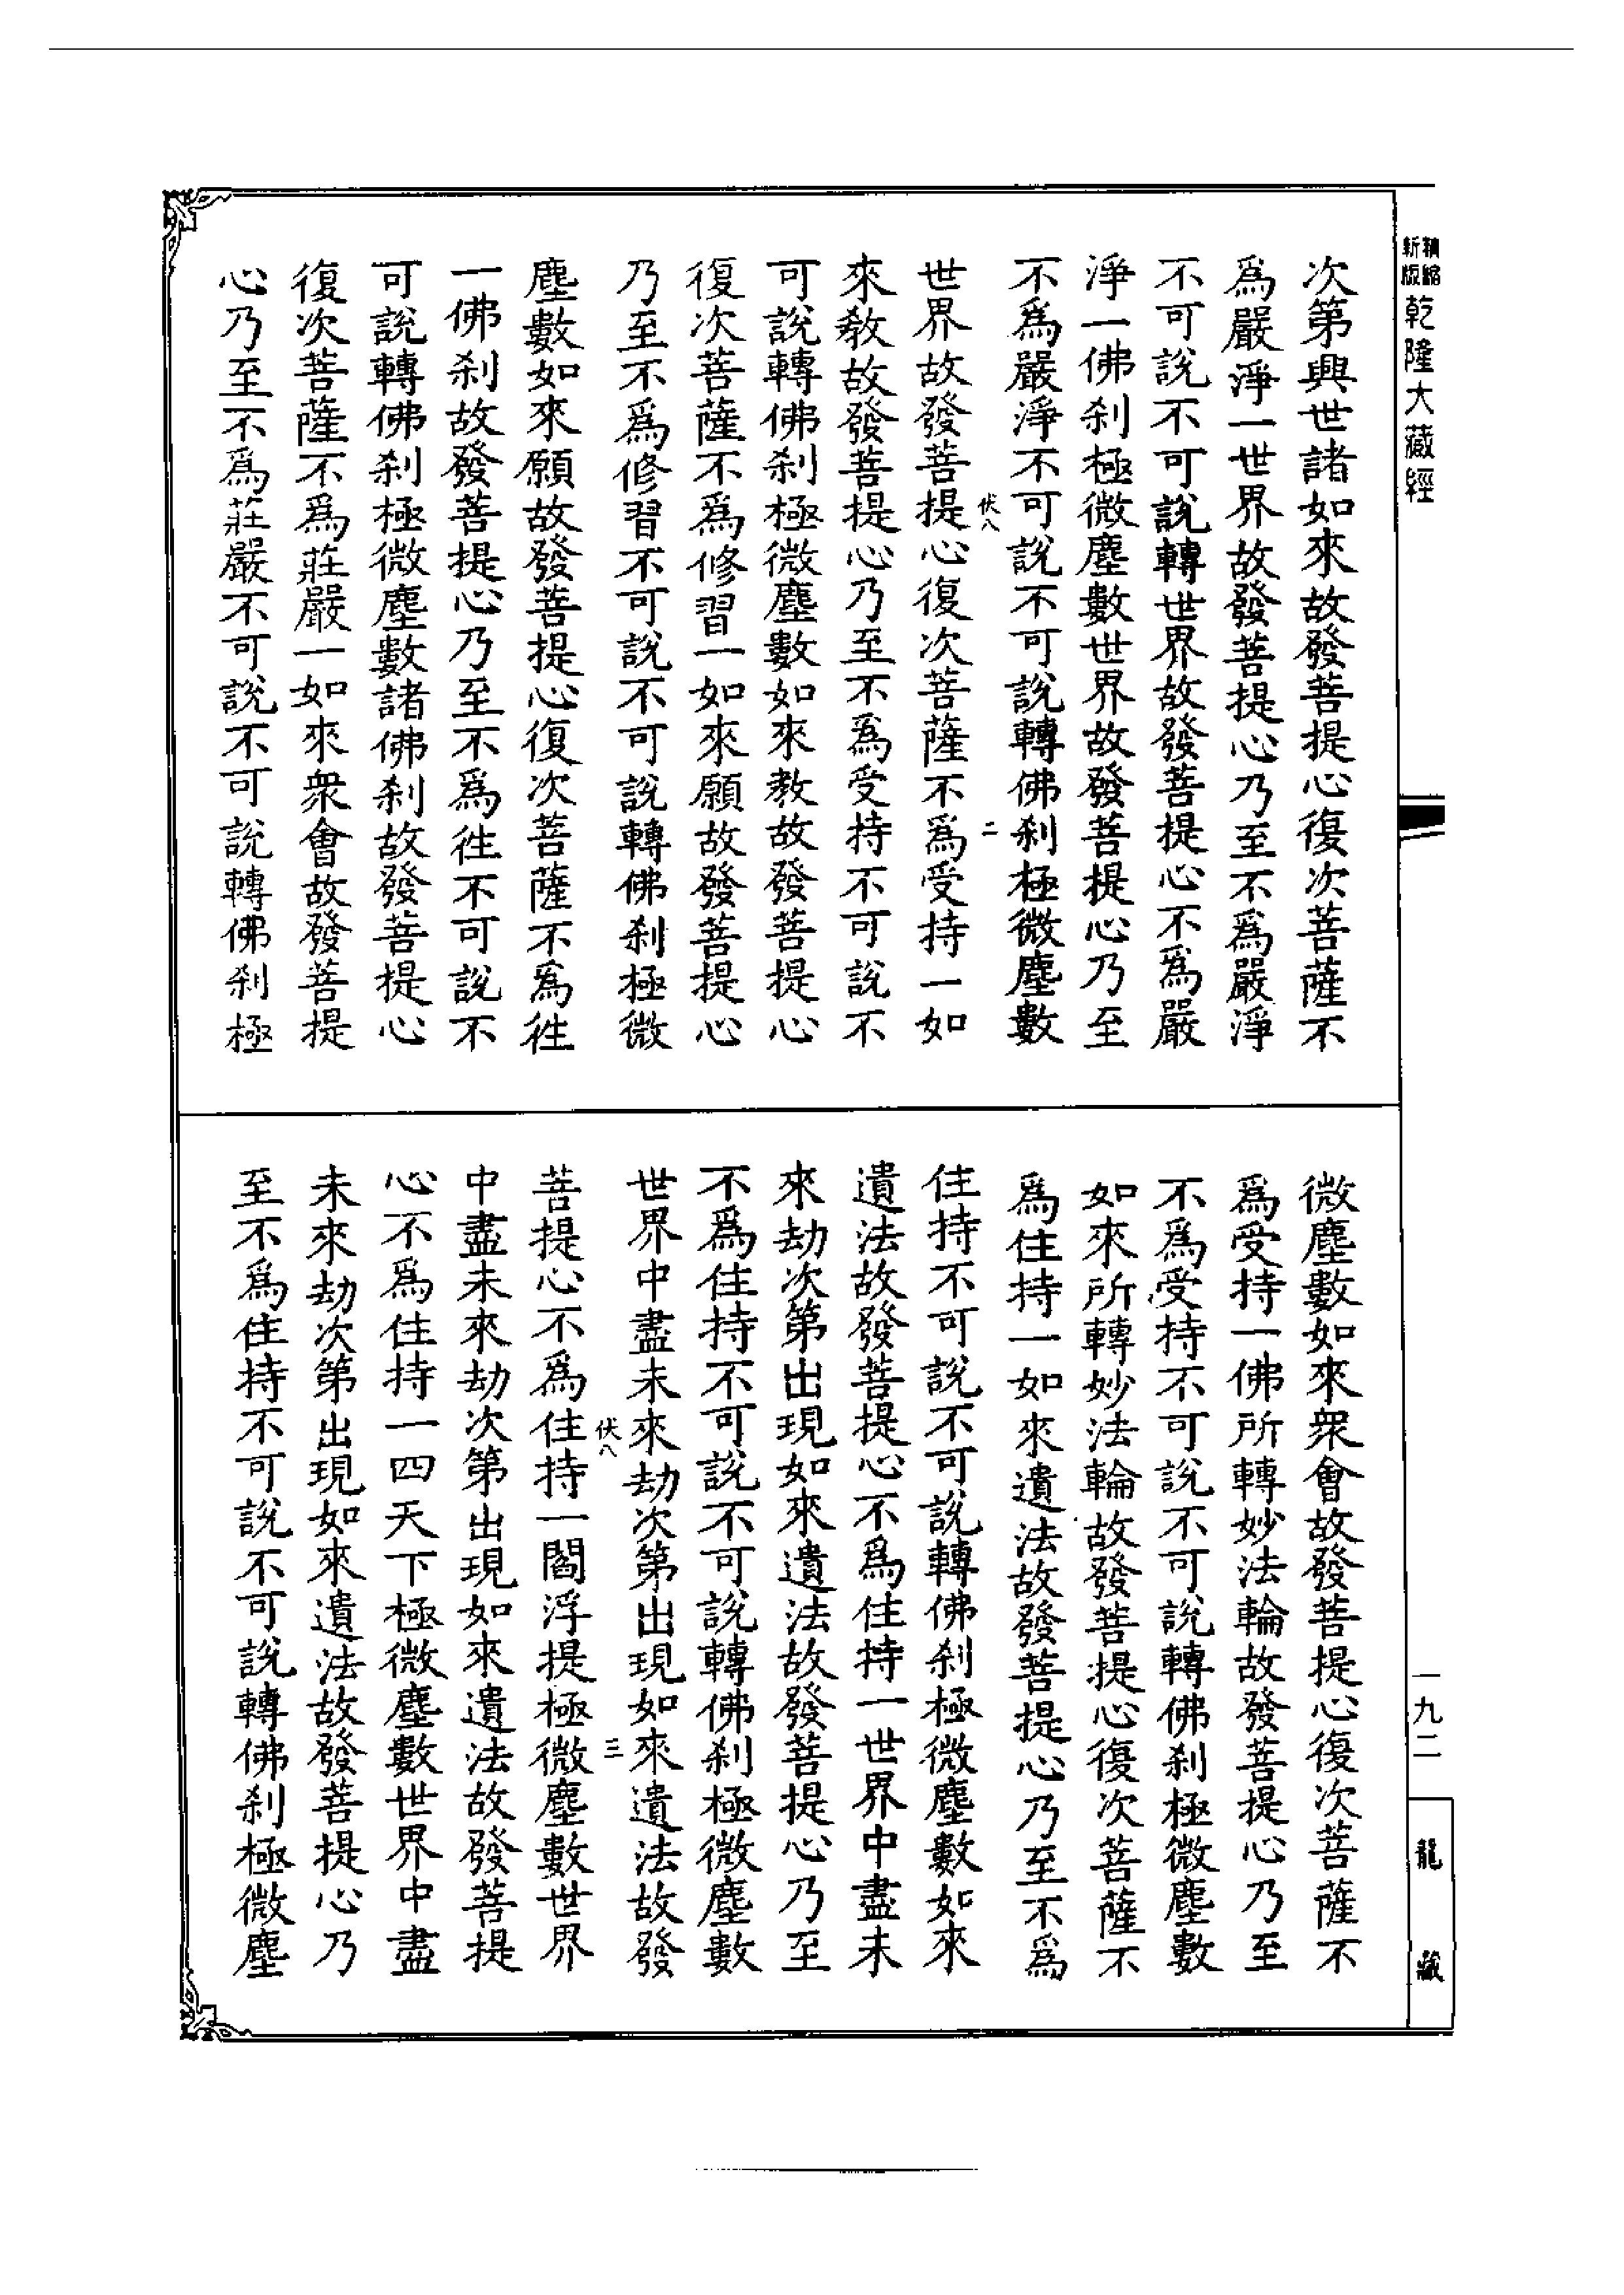 精縮
新版
乾隆大藏經
次第興世諸如來故發菩提心復次菩薩不
爲嚴淨一世界故發菩提心乃至不爲嚴淨
不可說不可說轉世界故發菩提心不爲嚴
淨一佛刹極微塵數世界故發菩提心乃至
不爲嚴淨不可說不可說轉佛刹極微塵數
伏八
二
世界故發菩提心復次菩薩不爲受持一如
來教故發菩提心乃至不爲受持不可說不
可說轉佛刹極微塵數如來教故發菩提心
復次菩薩不爲修習一如來願故發菩提心
乃至不爲修習不可說不可說轉佛刹極微
塵數如來願故發菩提心復次菩薩不爲徃
一佛刹故發菩提心乃至不爲徃不可說不
可說轉佛刹極微塵數諸佛刹故發菩提心
復次菩薩不爲莊嚴一如來衆會故發菩提
心乃至不爲莊嚴不可說不可說轉佛刹極
微塵數如來衆會故發菩提心復次菩薩不
爲受持一佛所轉妙法輪故發菩提心乃至
不爲受持不可說不可說轉佛刹極微塵數
如來所轉妙法輪故發菩提心復次菩薩不
爲住持一如來遺法故發菩提心乃至不爲
住持不可說不可說轉佛刹極微塵數如來
遺法故發菩提心不爲住持一世界中盡未
來劫次第出現如來遺法故發菩提心乃至
不爲住持不可說不可說轉佛刹極微塵數
世界中盡未來劫次第出現如來遺法故發
伏八
三
菩提心不爲住持一閻浮提極微塵數世界
中盡未來劫次第出現如來遺法故發菩提
心不爲住持一四天下極微塵數世界中盡
未來劫次第出現如來遺法故發菩提心乃
至不爲住持不可說不可說轉佛刹極微塵
一九二
龍藏